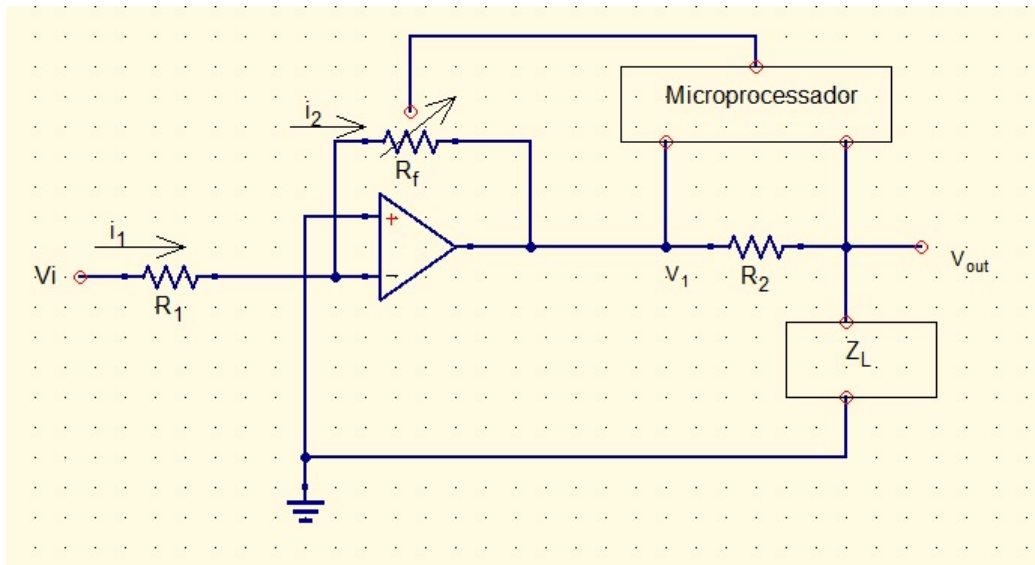 Microprocessador
i2
Rf
+
i1
Vi
R1
−
V1
R2
Vout
ZL